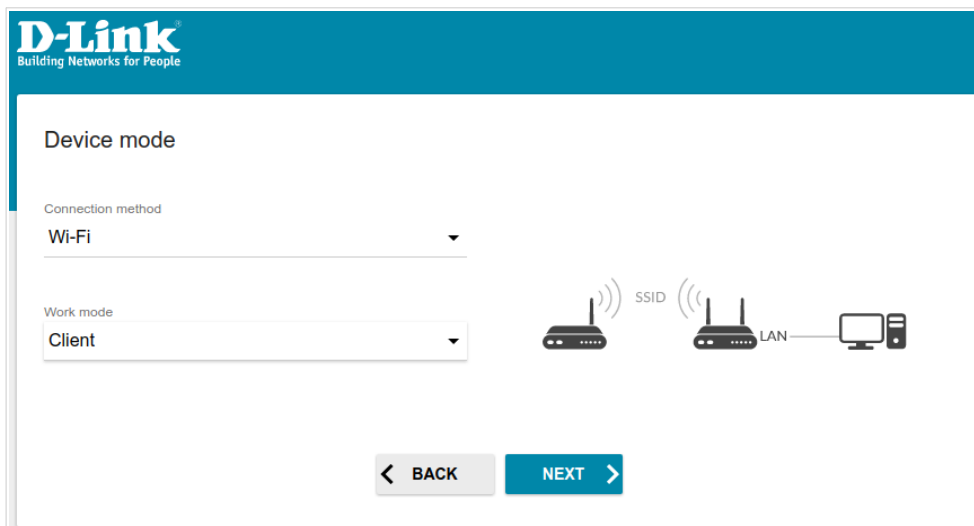 D-Link
Building Networks for People
Device mode
Connection method
Wi-Fi
Work mode
Client
SSID
LAN
BACK
NEXT